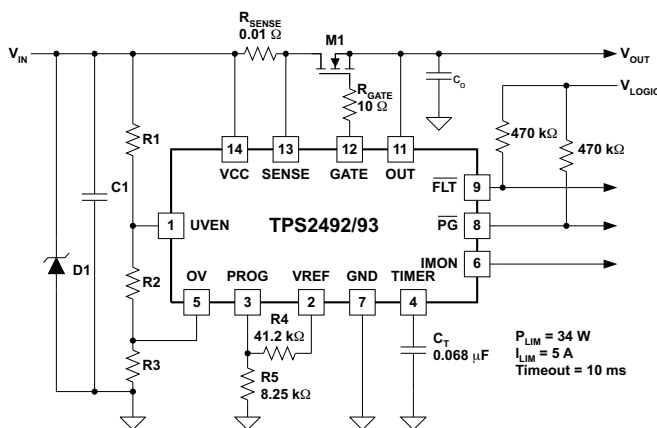 R_SENSE
0.01 Ω
M1
V_IN
V_OUT
R_GATE
10 Ω
C_O
V_LOGIC
R1
470 kΩ
470 kΩ
14
13
12
11
VCC
SENSE
GATE
OUT
C1
FLT
9
1
UVEN
TPS2492/93
PG
8
D1
IMON
6
R2
OV
PROG
VREF
GND
TIMER
5
3
2
7
4
R4
41.2 kΩ
R3
R5
8.25 kΩ
C_T
0.068 µF
P_LIM = 34 W
I_LIM = 5 A
Timeout = 10 ms